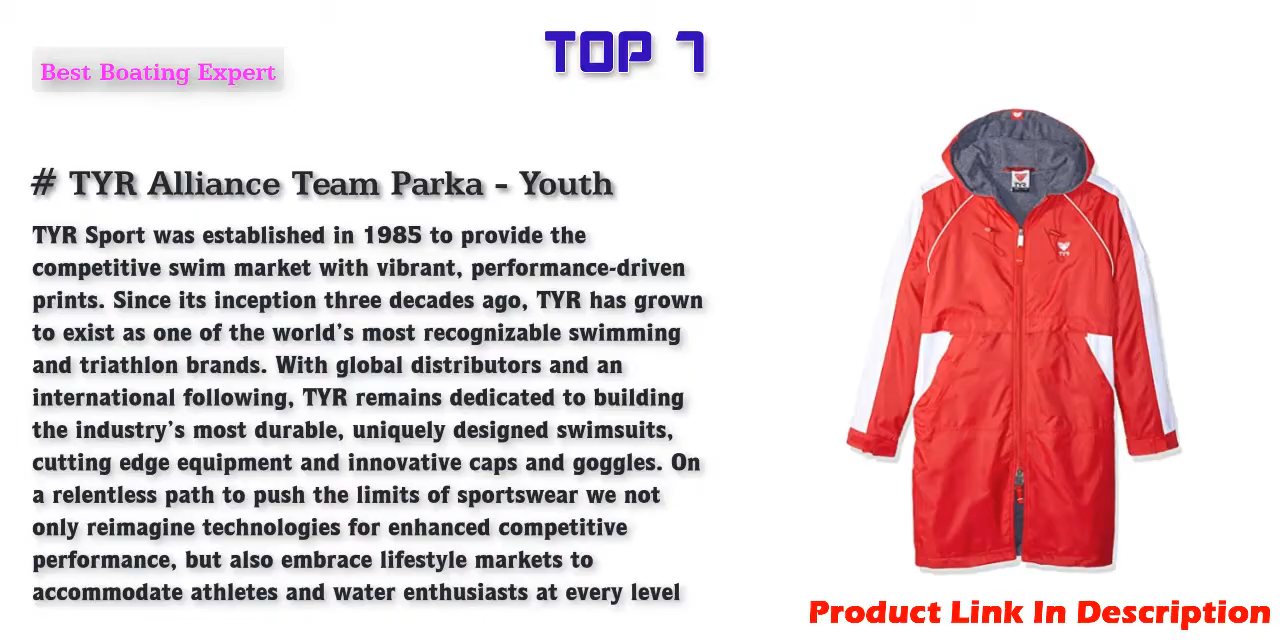 TOP 7
Best Boating Expert
# TYR Alliance Team Parka - Youth
TYR Sport was established in 1985 to provide the
competitive swim market with vibrant, performance-driven
prints. Since its inception three decades ago, TYR has grown
to exist as one of the world's most recognizable swimming
and triathlon brands. With global distributors and an
international following, TYR remains dedicated to building
the industry's most durable, uniquely designed swimsuits,
cutting edge equipment and innovative caps and goggles. On
a relentless path to push the limits of sportswear we not
only reimagine technologies for enhanced competitive
performance, but also embrace lifestyle markets to
accommodate athletes and water enthusiasts at every level
TYR
TYR
Product Link In Description